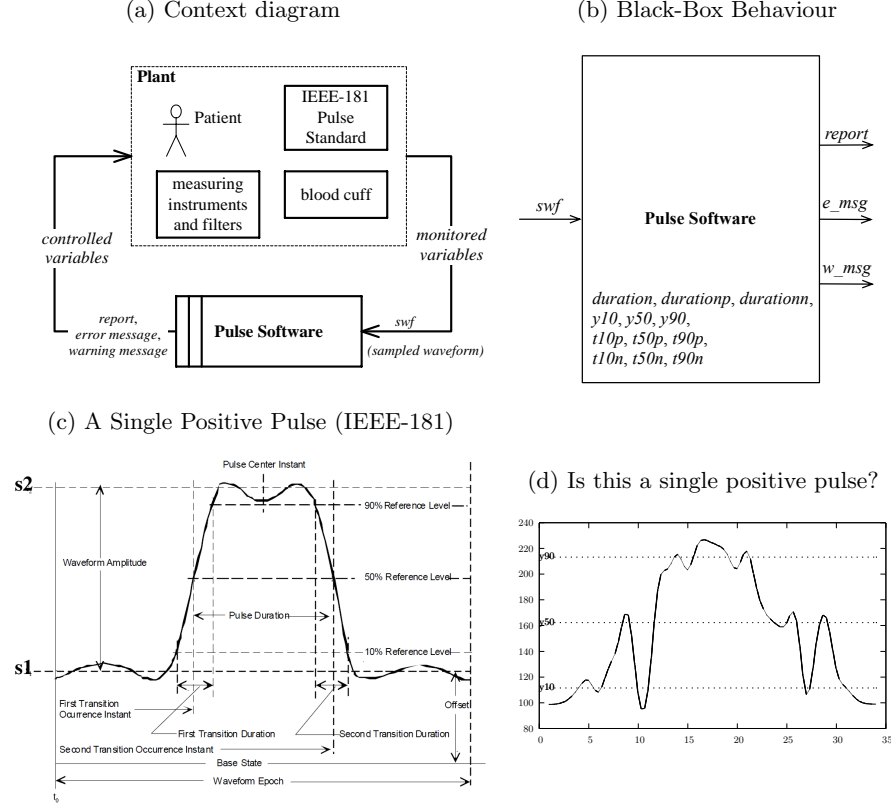 (a) Context diagram
Plant
Patient
IEEE-181
Pulse
Standard
measuring
instruments
and filters
blood cuff
controlled
variables
monitored
variables
report,
error message,
warning message
Pulse Software
swf
(sampled waveform)
(b) Black-Box Behaviour
swf
Pulse Software
report
e_msg
w_msg
duration, durationp, durationn,
y10, y50, y90,
t10p, t50p, t90p,
t10n, t50n, t90n
(c) A Single Positive Pulse (IEEE-181)
Pulse Center Instant
s2
90% Reference Level
Waveform Amplitude
50% Reference Level
Pulse Duration
10% Reference Level
s1
First Transition
Ocurrence Instant
Offset
First Transition Duration
Second Transition Duration
Second Transition Occurrence Instant
Base State
Waveform Epoch
t0
(d) Is this a single positive pulse?
240
220
y90
200
180
160
y50
140
120
y10
100
80
0 5 10 15 20 25 30 35